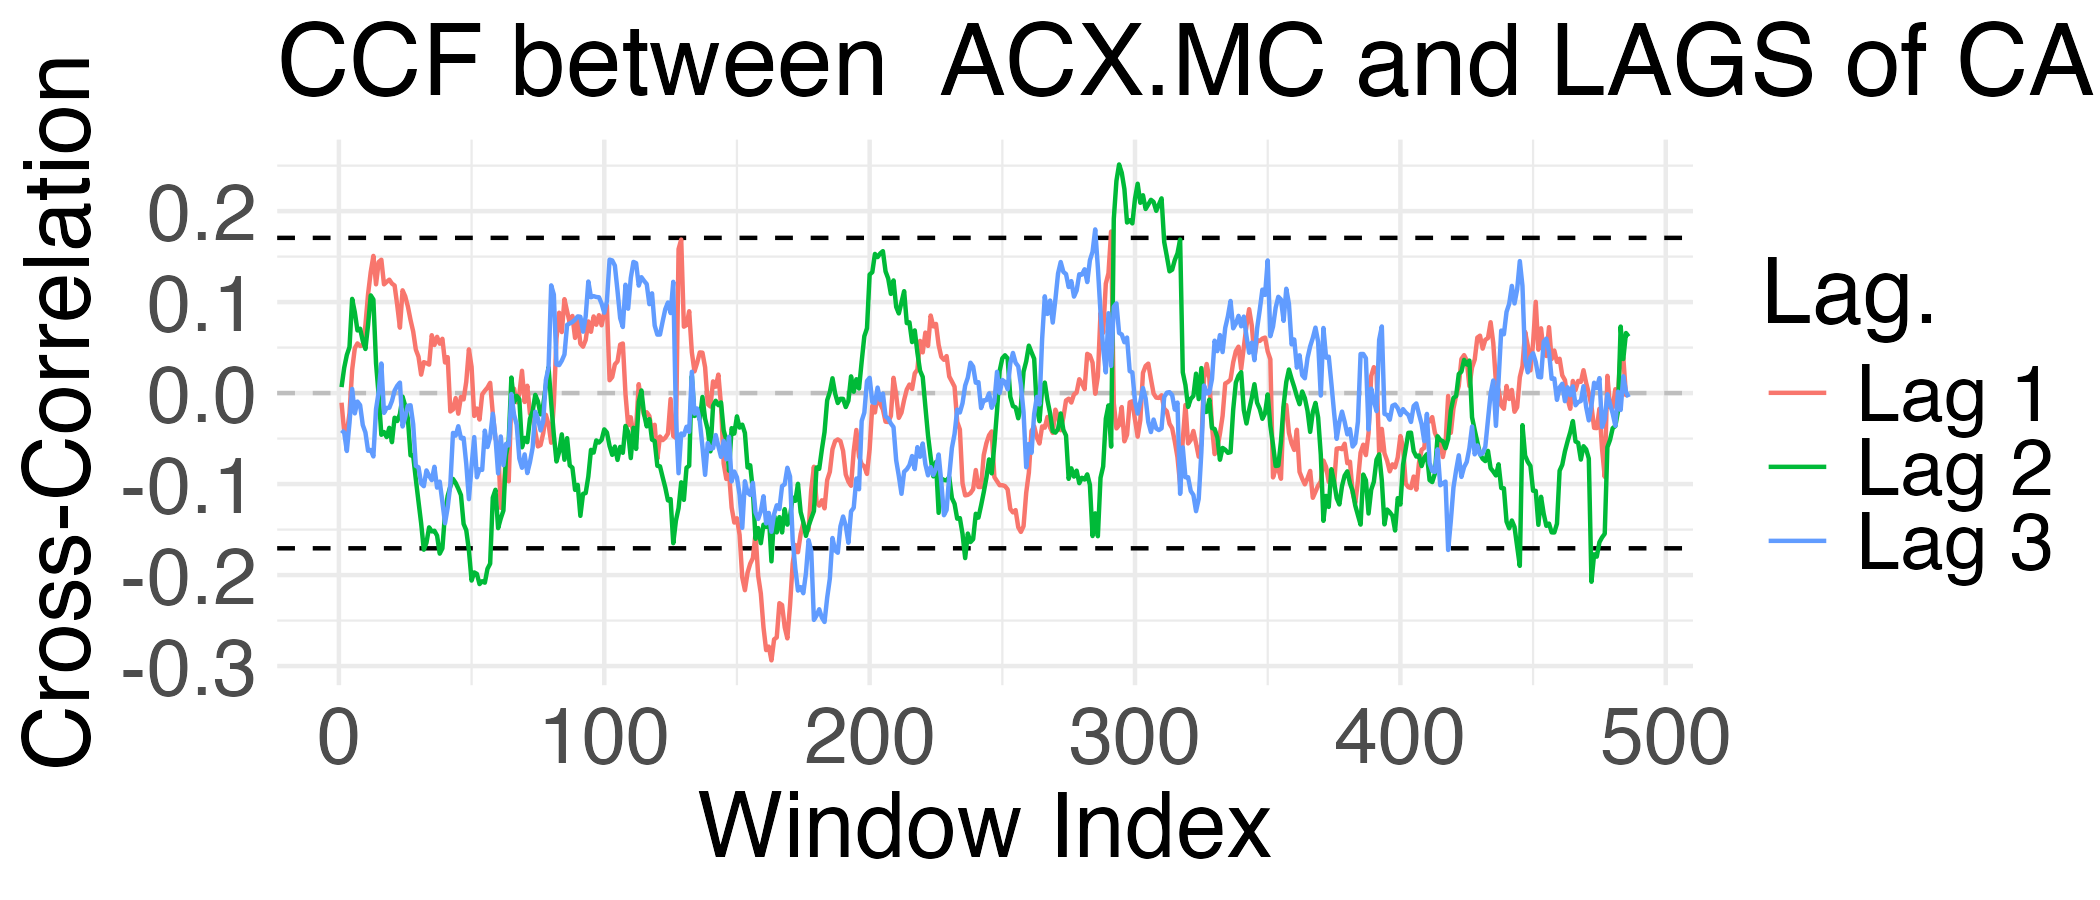 CCF between  ACX.MC and LAGS of CA
Cross-Correlation
0.2
0.1
0.0
-0.1
-0.2
-0.3
0 100 200 300 400 500
Window Index
Lag.
Lag 1
Lag 2
Lag 3